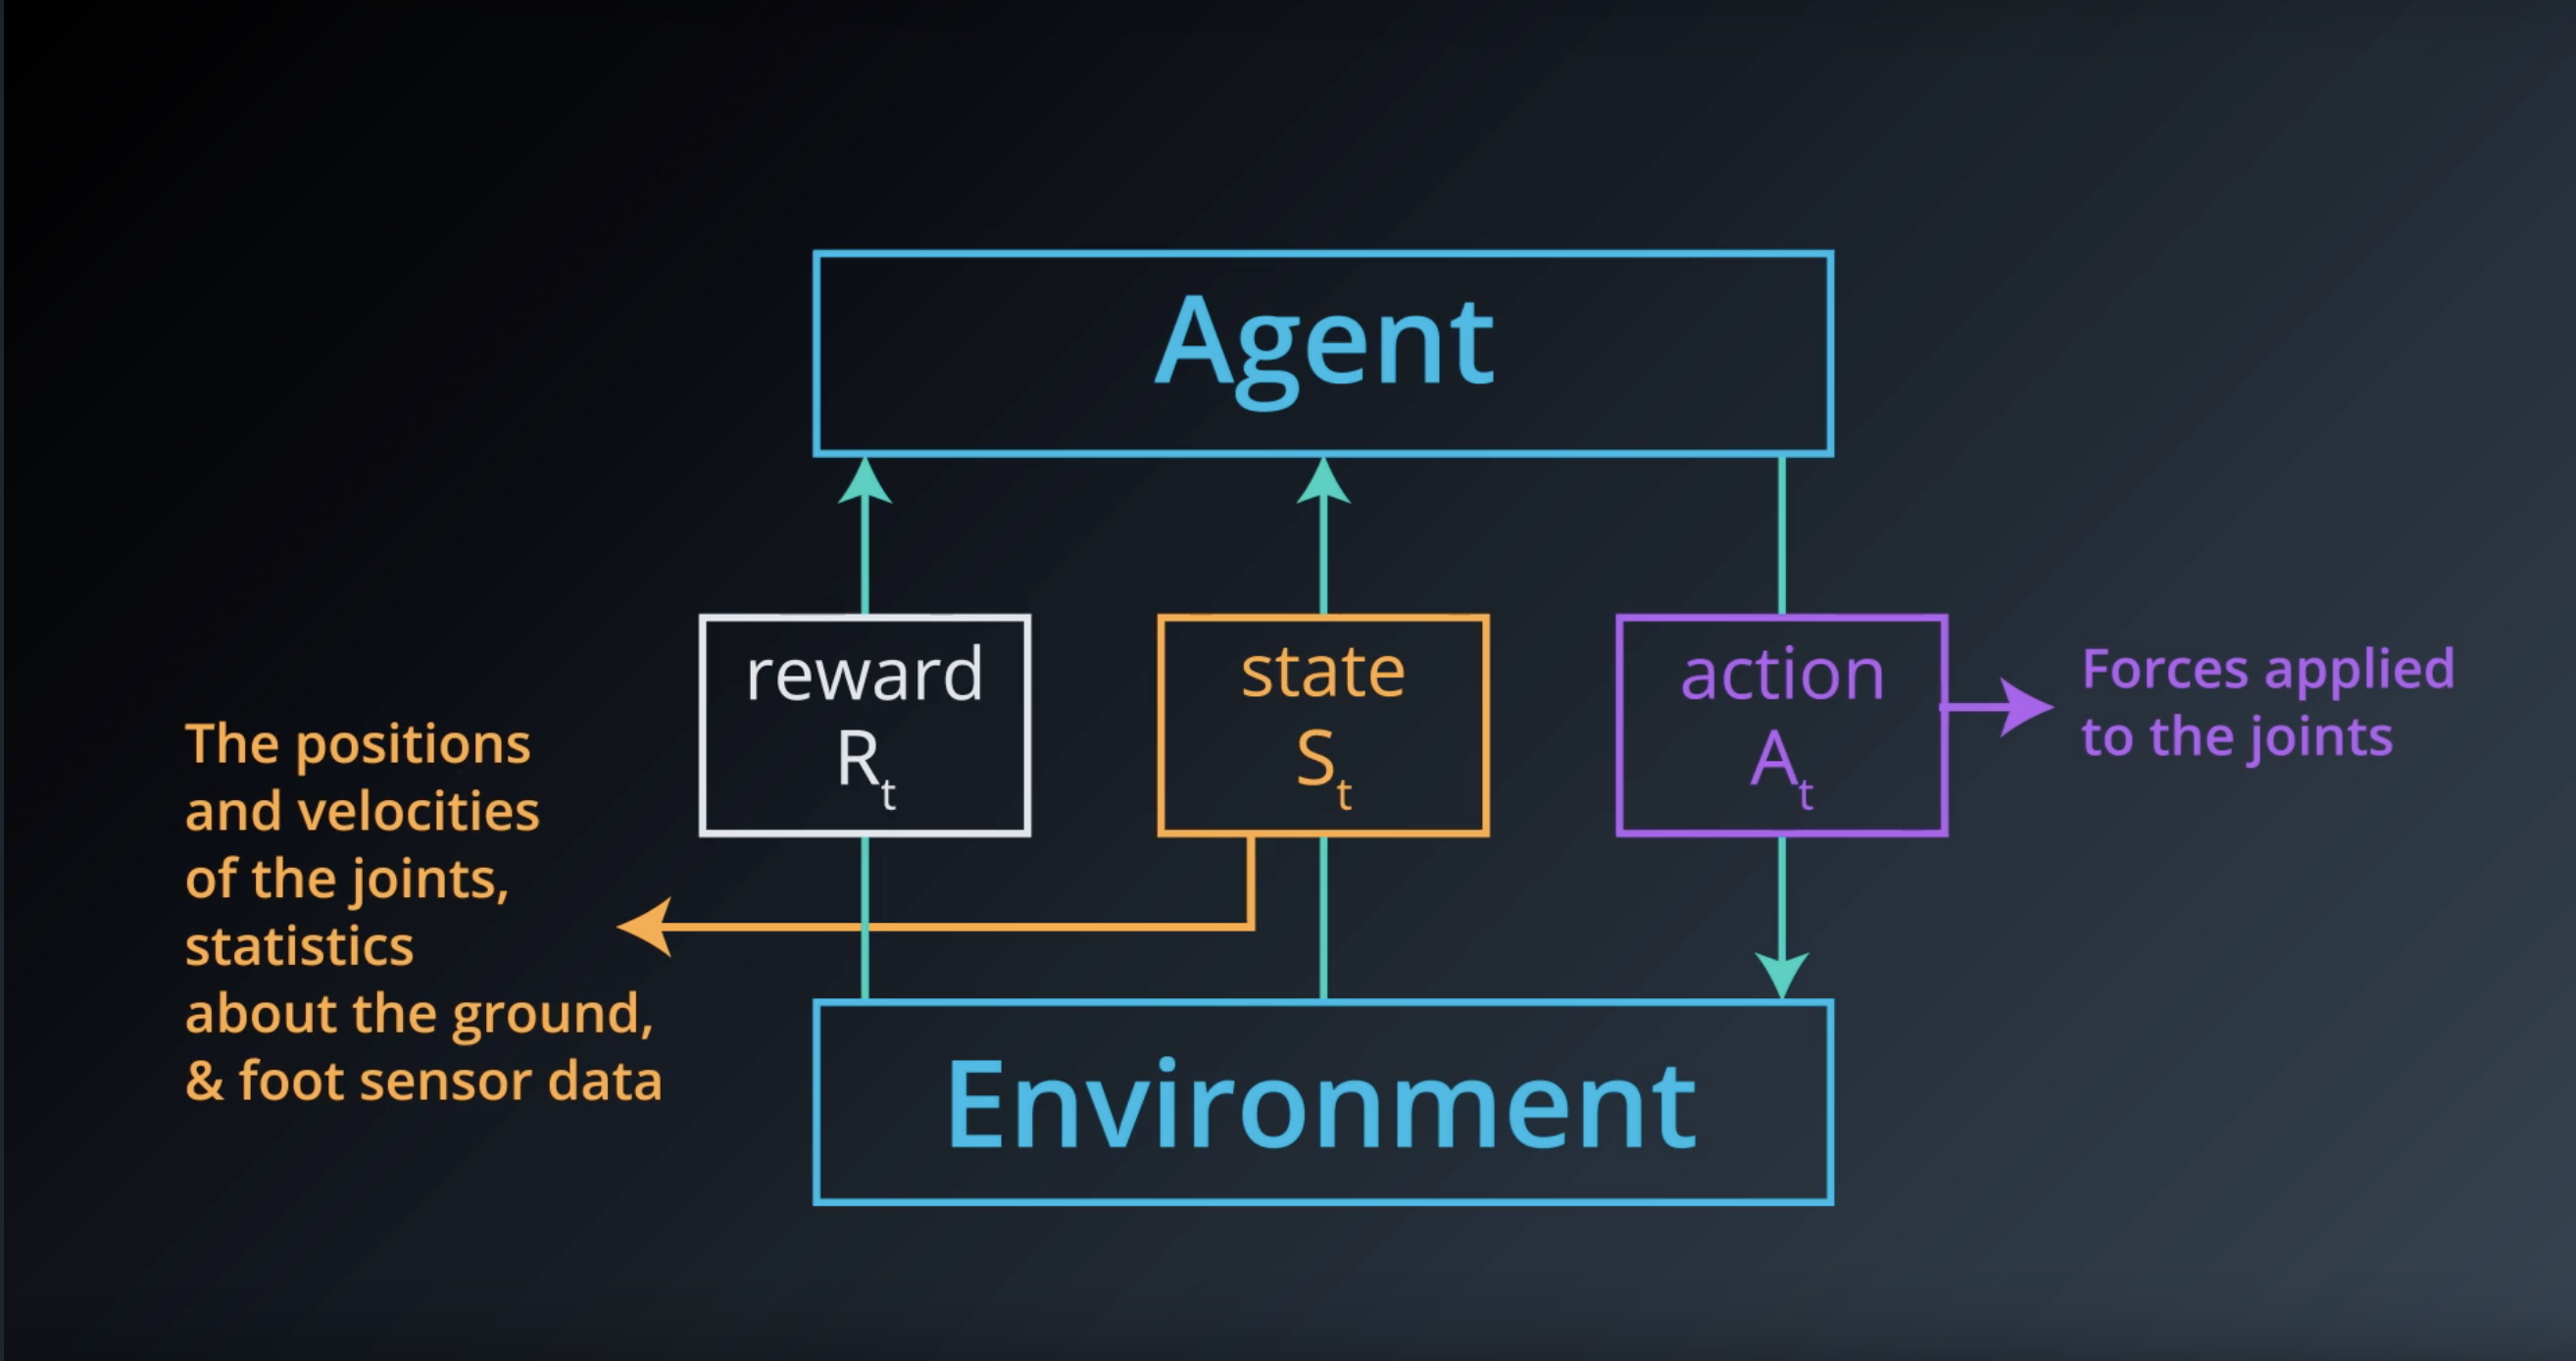 Agent
reward
R_t
state
S_t
action
A_t
Forces applied
to the joints
The positions
and velocities
of the joints,
statistics
about the ground,
& foot sensor data
Environment